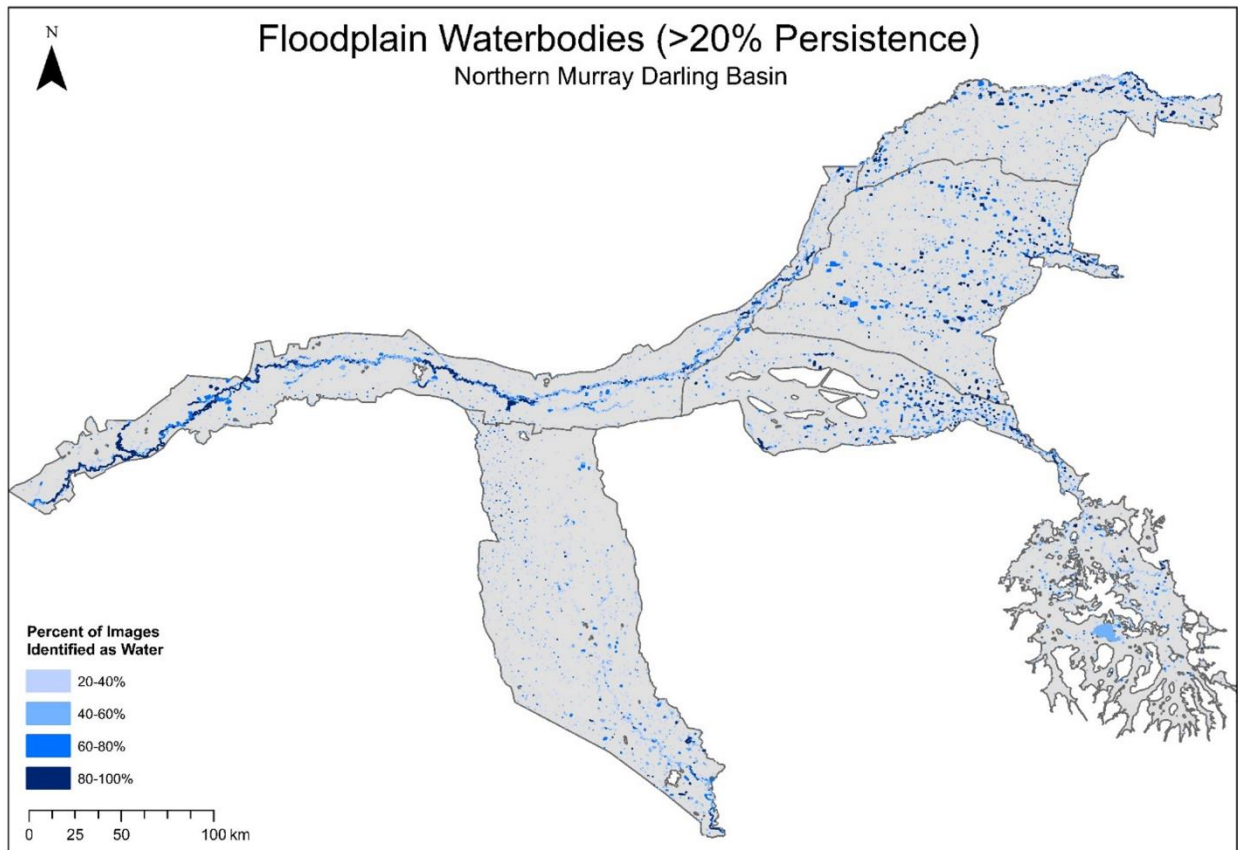 N
Floodplain Waterbodies (>20% Persistence)
Northern Murray Darling Basin
Percent of Images
Identified as Water
20-40%
40-60%
60-80%
80-100%
0 25 50 100 km